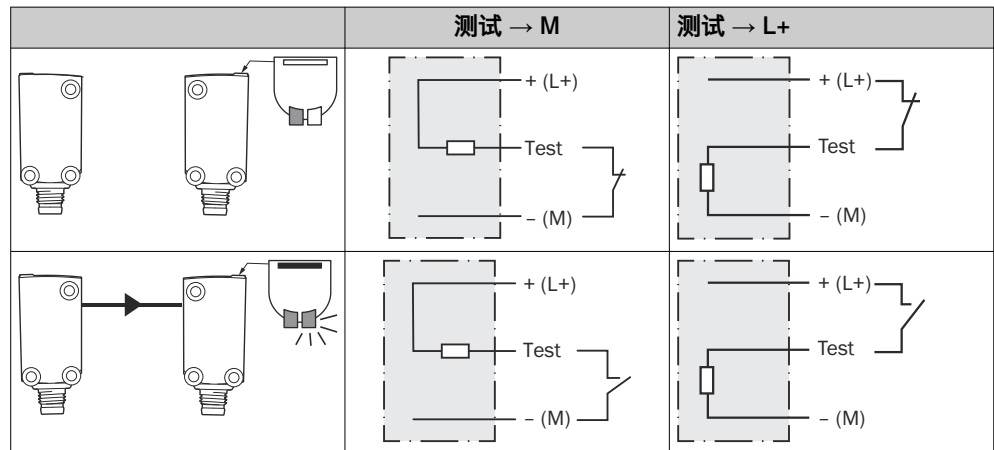 测试 → M
测试 → L+
+ (L+)
Test
– (M)
+ (L+)
Test
– (M)
+ (L+)
Test
– (M)
+ (L+)
Test
– (M)